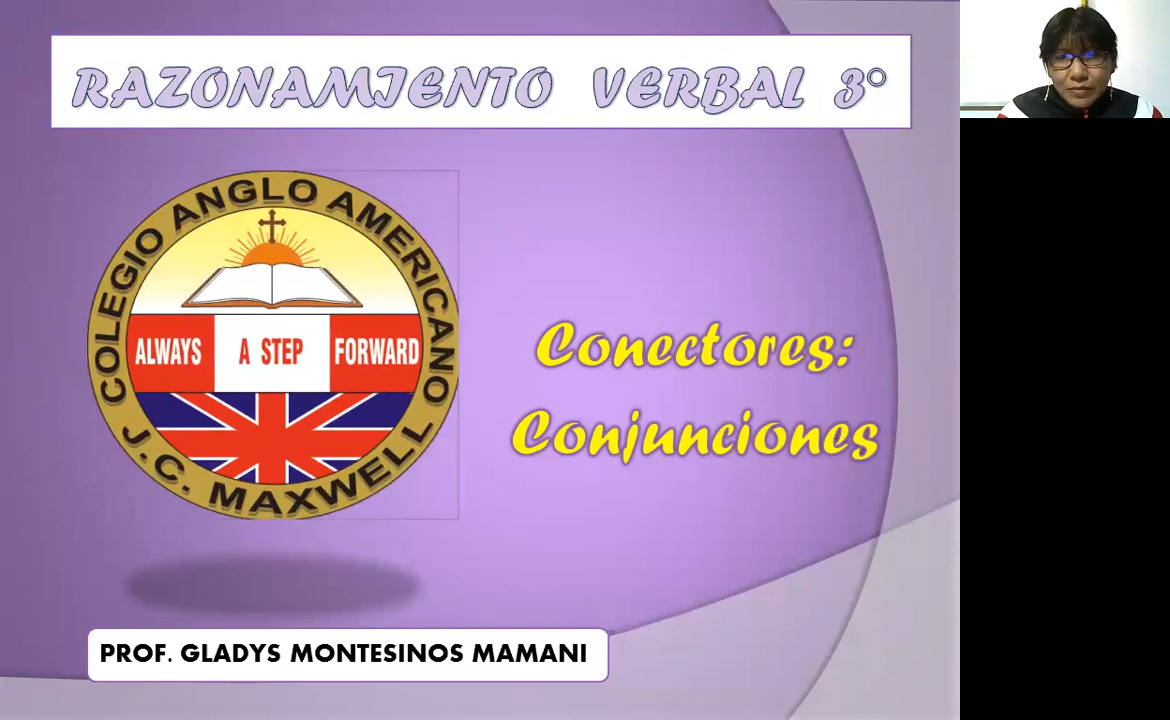 RAZONAMIENTO VERBAL 3°
COLEGIO ANGLO AMERICANO
ALWAYS A STEP FORWARD
J.C. MAXWELL
Conectores:
Conjunciones
PROF. GLADYS MONTESINOS MAMANI